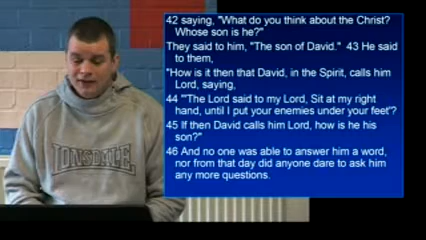 42 saying, "What do you think about the Christ?
Whose son is he?"
They said to him, "The son of David."  43 He said
to them,
"How is it then that David, in the Spirit, calls him
Lord, saying,
44 "'The Lord said to my Lord, Sit at my right
hand, until I put your enemies under your feet'?
45 If then David calls him Lord, how is he his
son?"
46 And no one was able to answer him a word,
nor from that day did anyone dare to ask him
any more questions.
LONSDALE